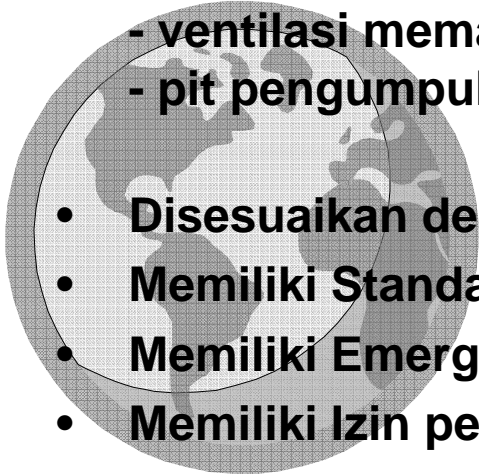 - ventilasi mema
- pit pengumpul
• Disesuaikan de
• Memiliki Standa
• Memiliki Emerg
• Memiliki Izin pe